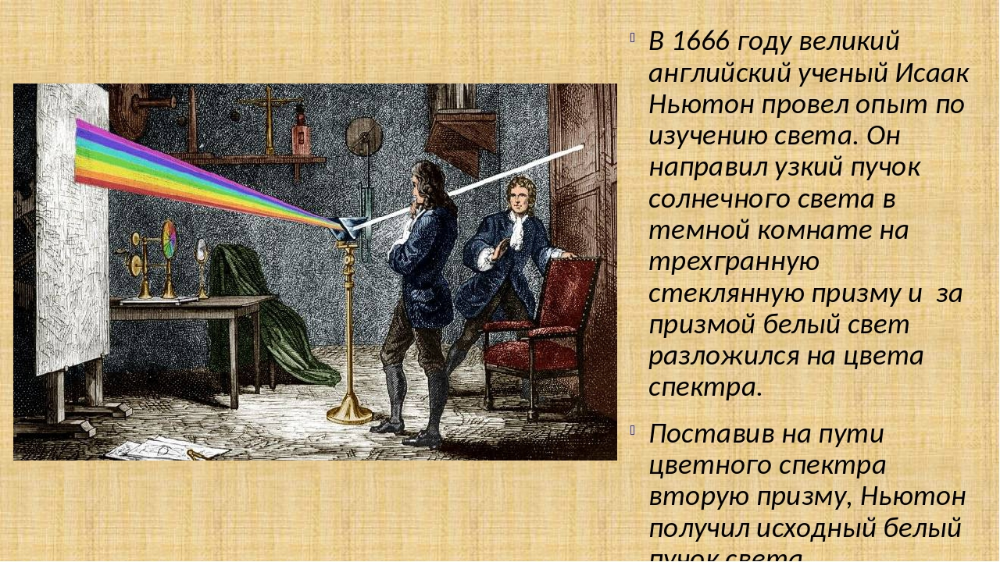 В 1666 году великий
английский ученый Исаак
Ньютон провел опыт по
изучению света. Он
направил узкий пучок
солнечного света в
темной комнате на
трехгранную
стеклянную призму и  за
призмой белый свет
разложился на цвета
спектра.
Поставив на пути
цветного спектра
вторую призму, Ньютон
получил исходный белый
пучок света